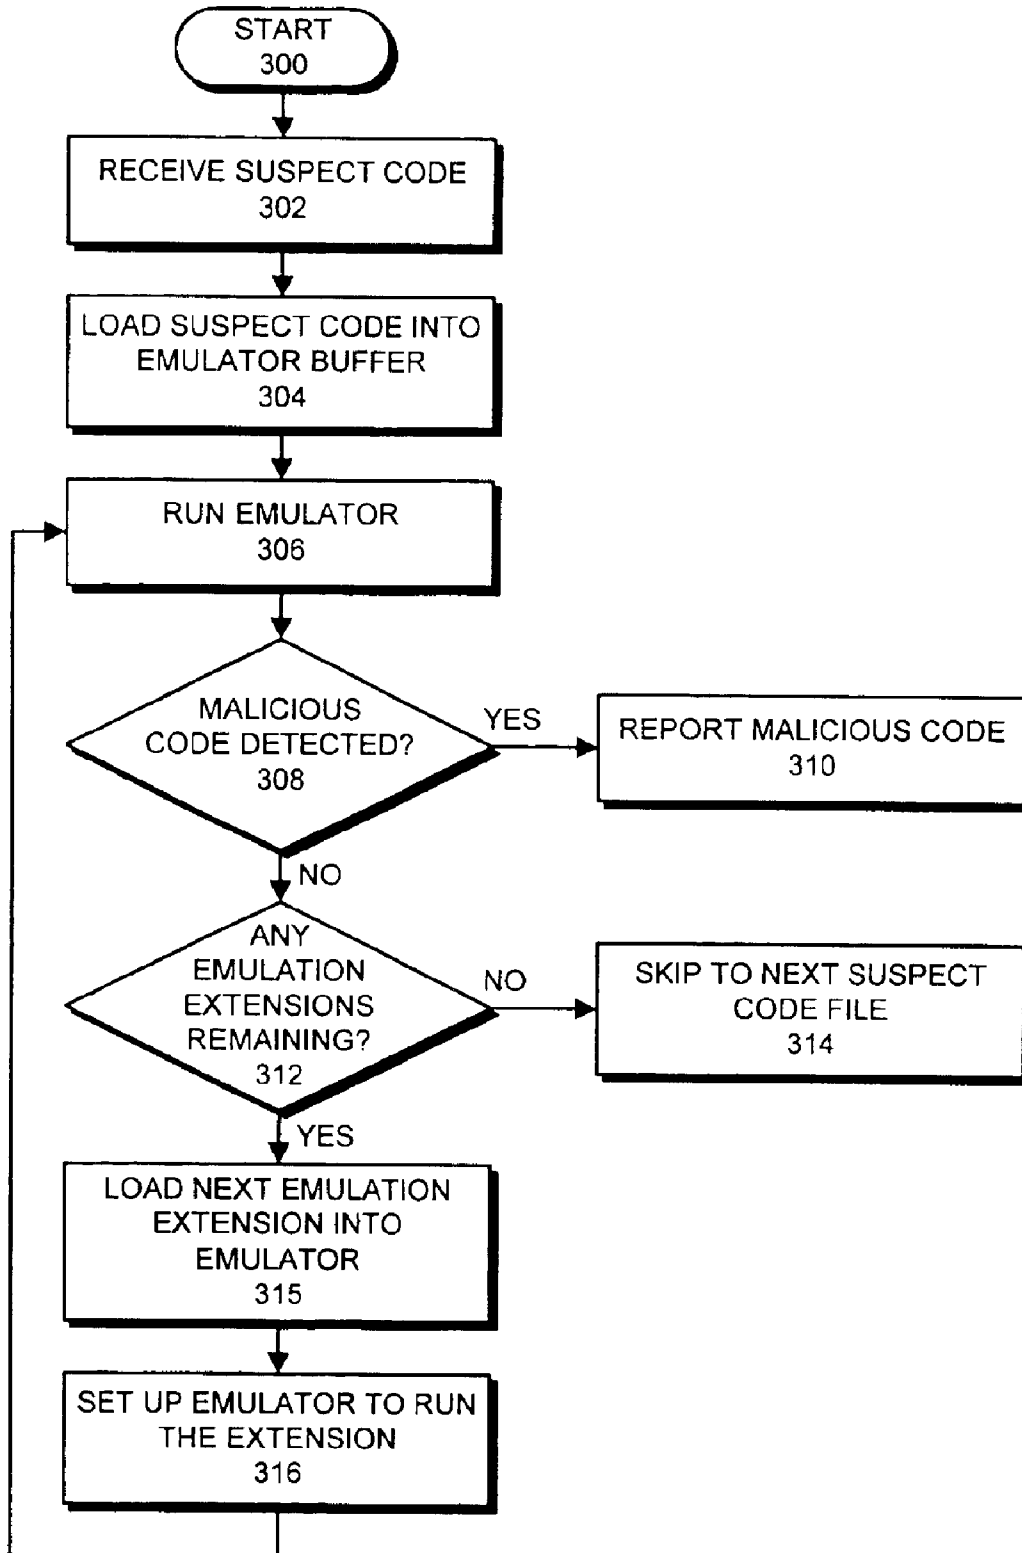 START
300
RECEIVE SUSPECT CODE
302
LOAD SUSPECT CODE INTO
EMULATOR BUFFER
304
RUN EMULATOR
306
MALICIOUS
CODE DETECTED?
308
YES
REPORT MALICIOUS CODE
310
NO
ANY
EMULATION
EXTENSIONS
REMAINING?
312
NO
SKIP TO NEXT SUSPECT
CODE FILE
314
YES
LOAD NEXT EMULATION
EXTENSION INTO
EMULATOR
315
SET UP EMULATOR TO RUN
THE EXTENSION
316